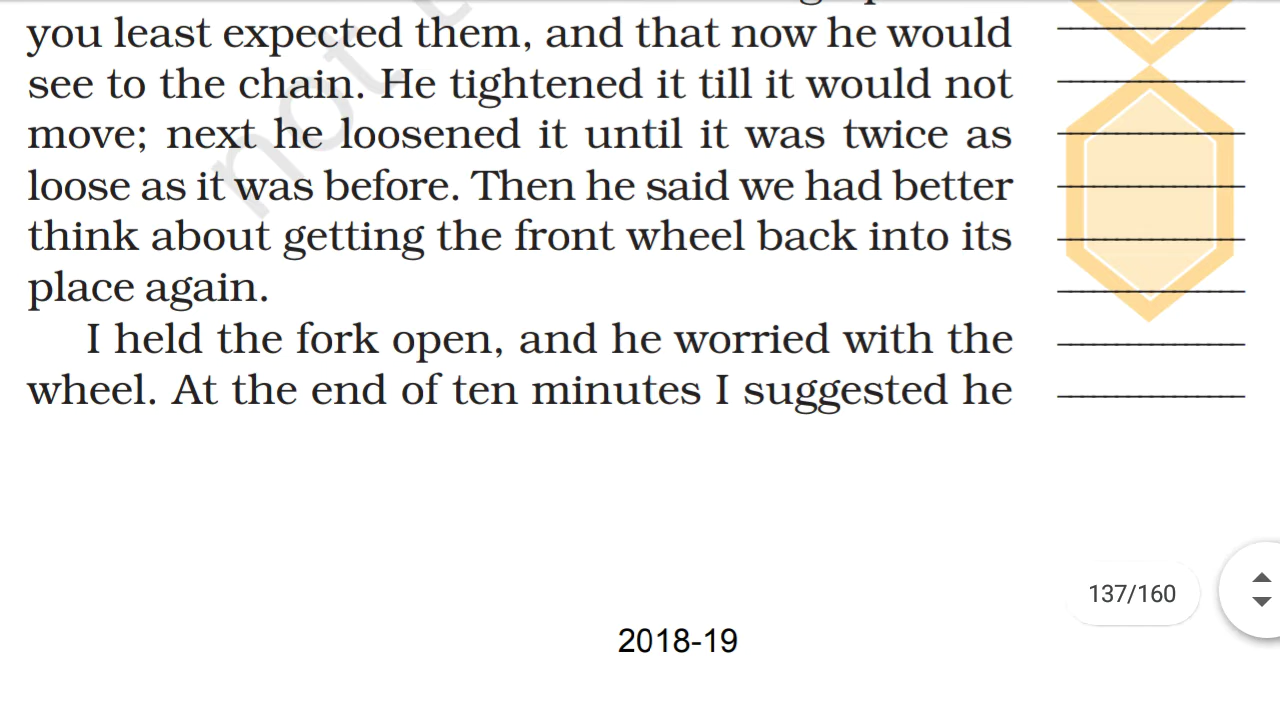 you least expected them, and that now he would
see to the chain. He tightened it till it would not
move; next he loosened it until it was twice as
loose as it was before. Then he said we had better
think about getting the front wheel back into its
place again.
I held the fork open, and he worried with the
wheel. At the end of ten minutes I suggested he
not
137/160
2018-19